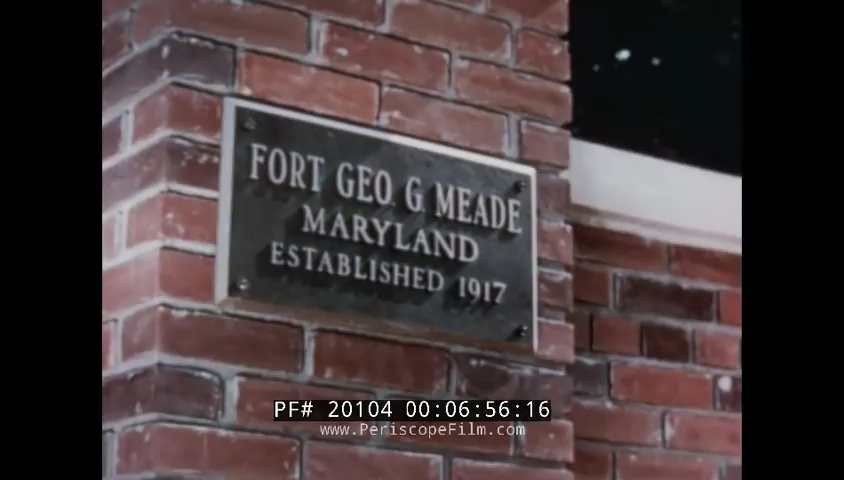 FORT GEO. G. MEADE
MARYLAND
ESTABLISHED 1917
PF# 20104 00:06:56:16
www.PeriscopeFilm.com